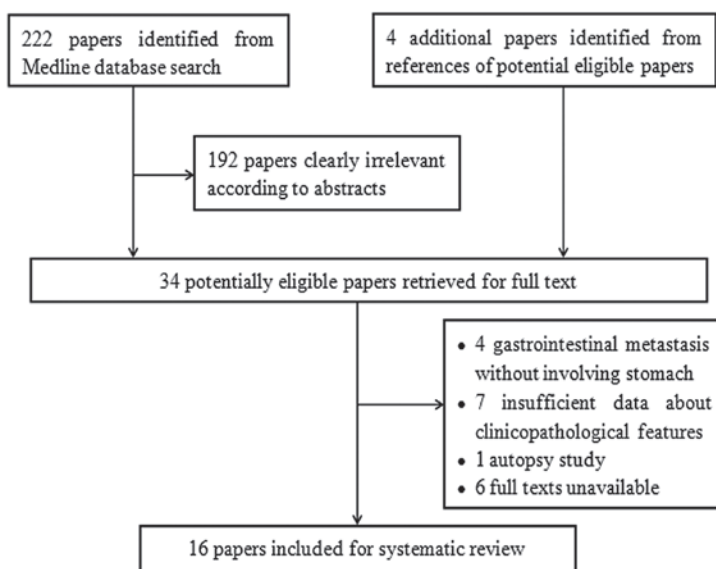 222 papers identified from
Medline database search
4 additional papers identified from
references of potential eligible papers
192 papers clearly irrelevant
according to abstracts
34 potentially eligible papers retrieved for full text
• 4 gastrointestinal metastasis
without involving stomach
• 7 insufficient data about
clinicopathological features
• 1 autopsy study
• 6 full texts unavailable
16 papers included for systematic review